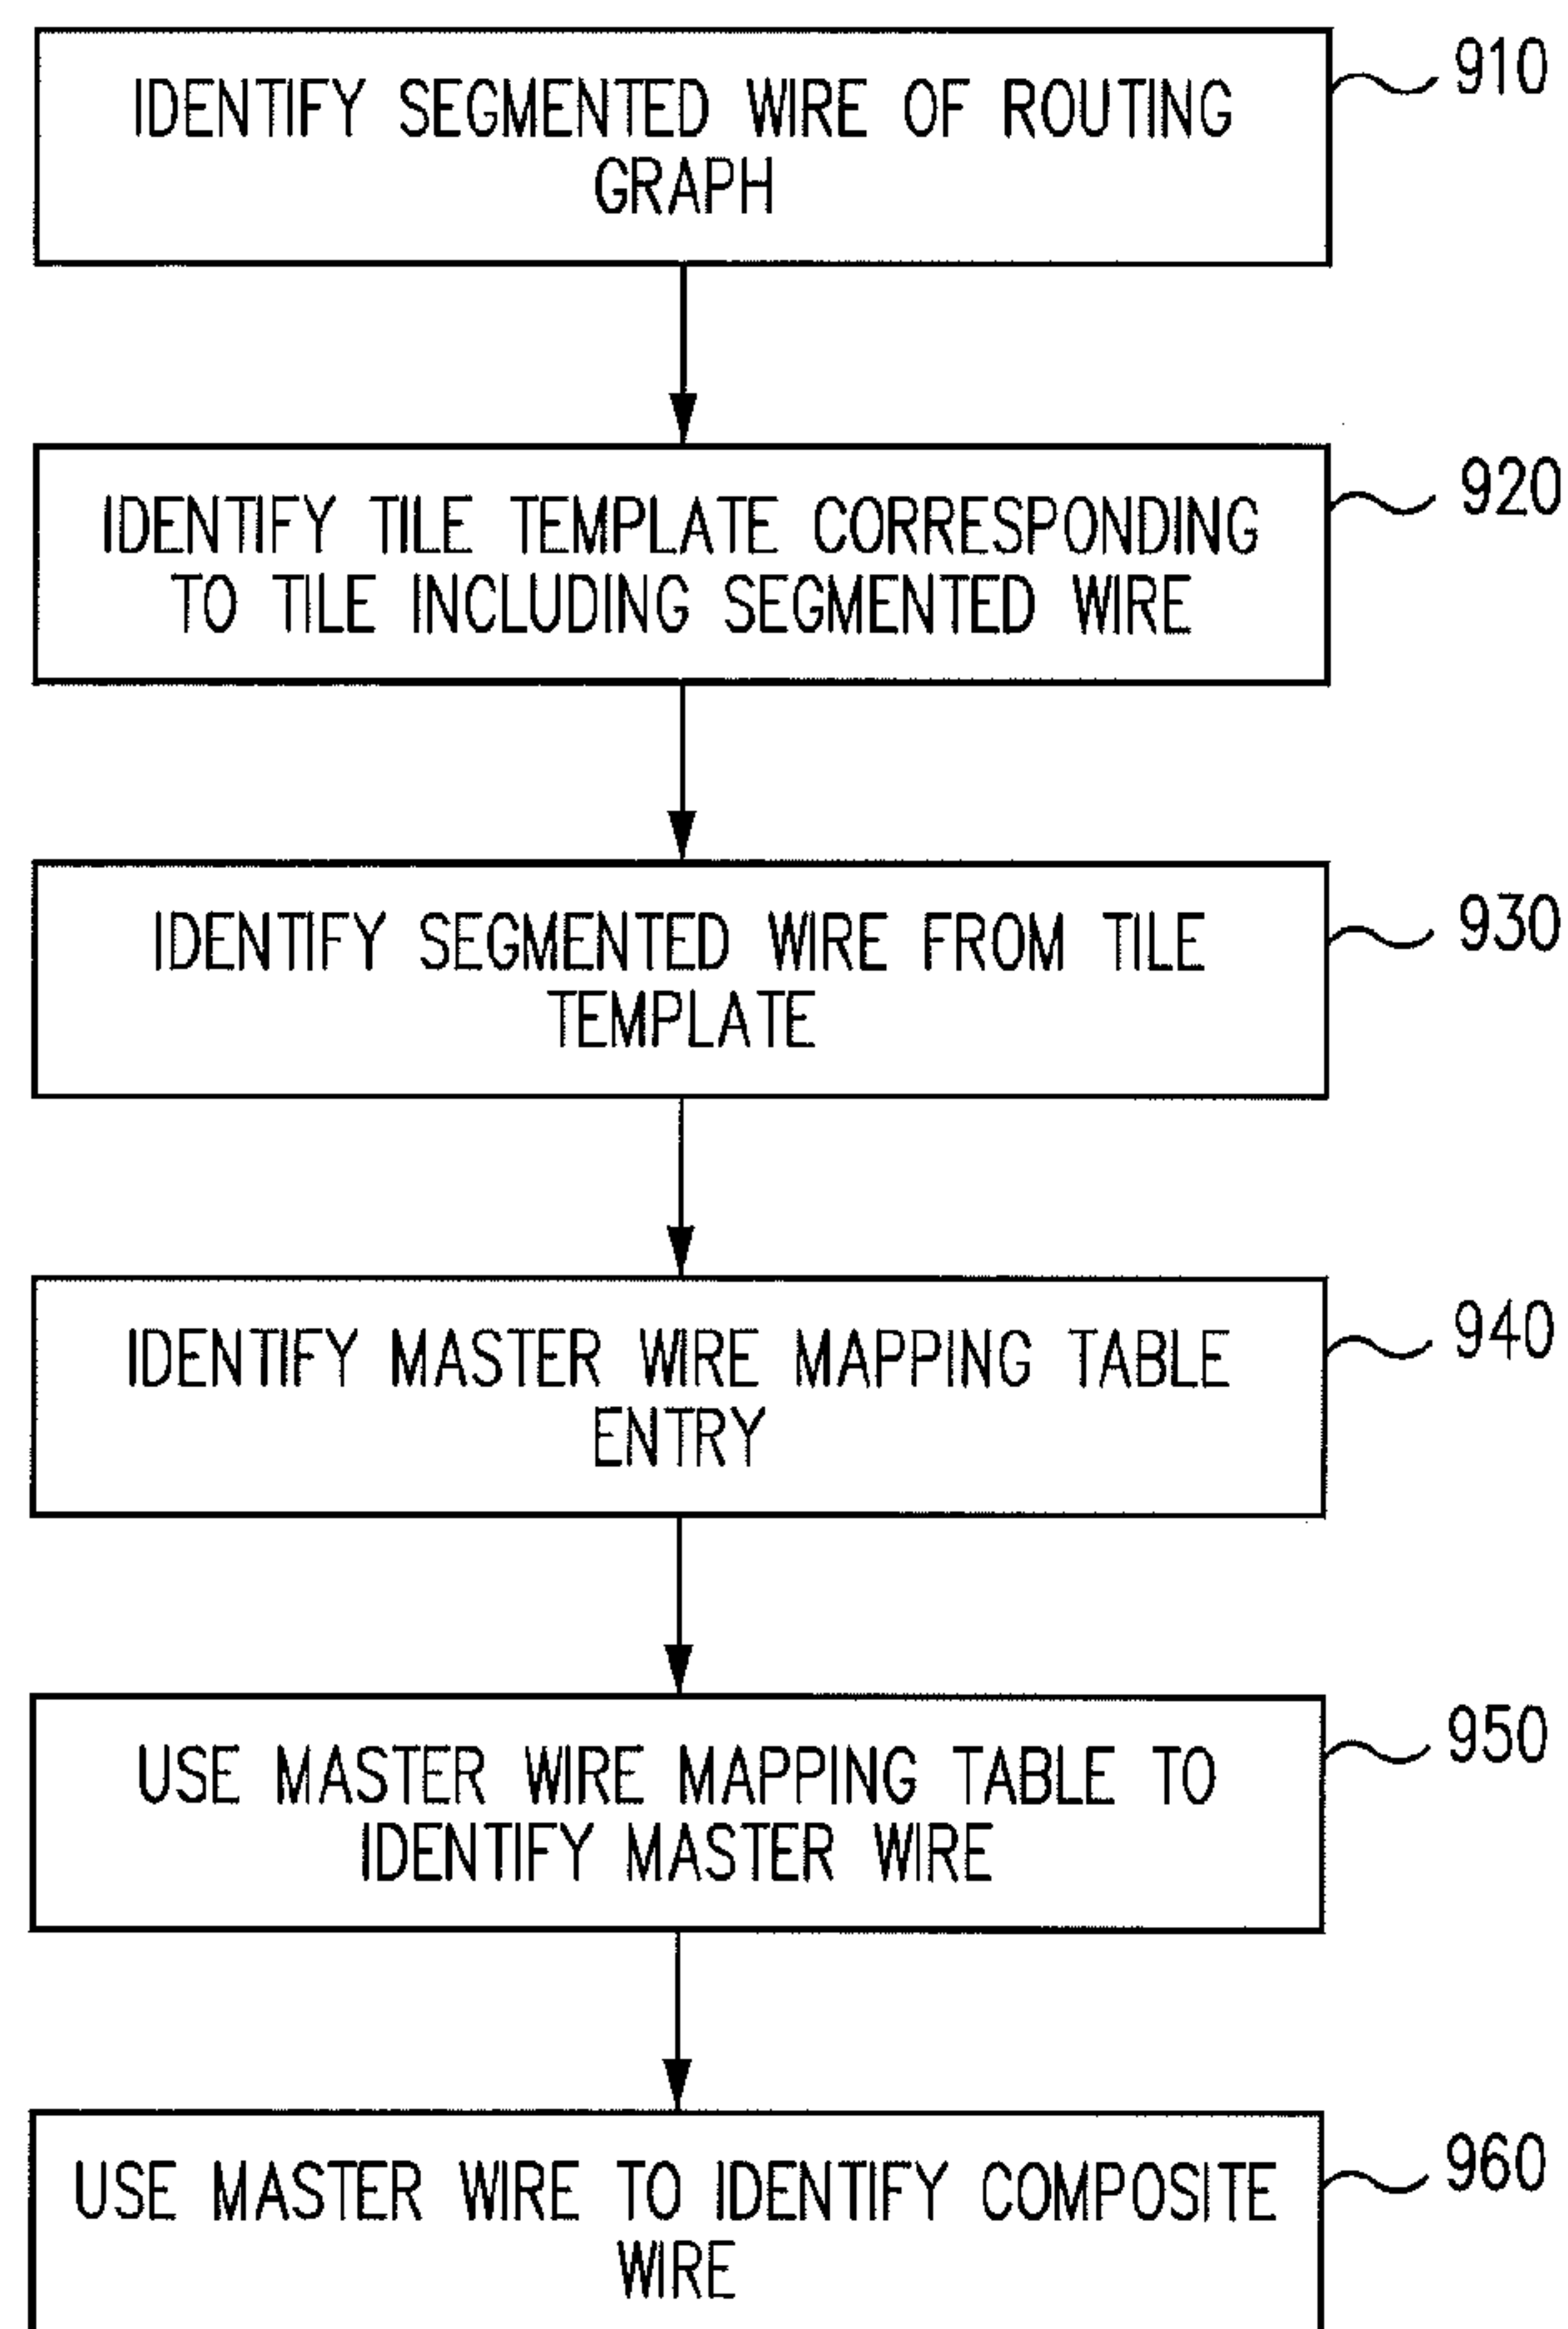 IDENTIFY SEGMENTED WIRE OF ROUTING
GRAPH
910
IDENTIFY TILE TEMPLATE CORRESPONDING
TO TILE INCLUDING SEGMENTED WIRE
920
IDENTIFY SEGMENTED WIRE FROM TILE
TEMPLATE
930
IDENTIFY MASTER WIRE MAPPING TABLE
ENTRY
940
USE MASTER WIRE MAPPING TABLE TO
IDENTIFY MASTER WIRE
950
USE MASTER WIRE TO IDENTIFY COMPOSITE
WIRE
960